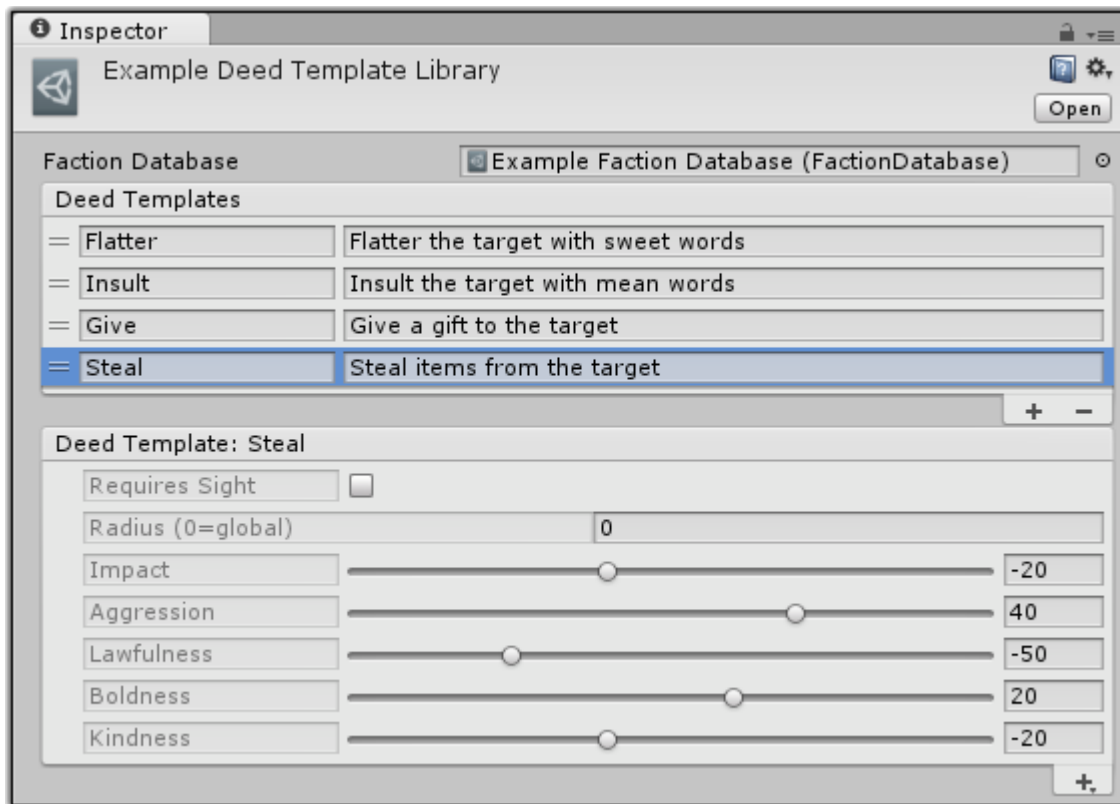 Inspector
Example Deed Template Library
Open
Faction Database Example Faction Database (FactionDatabase)
Deed Templates
Flatter Flatter the target with sweet words
Insult Insult the target with mean words
Give Give a gift to the target
Steal Steal items from the target
+ −
Deed Template: Steal
Requires Sight
Radius (0=global) 0
Impact -20
Aggression 40
Lawfulness -50
Boldness 20
Kindness -20
+